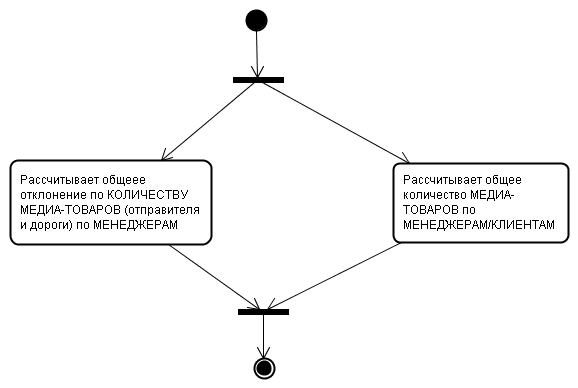 Рассчитывает общеее
отклонение по КОЛИЧЕСТВУ
МЕДИА-ТОВАРОВ (отправителя
и дороги) по МЕНЕДЖЕРАМ
Рассчитывает общее
количество МЕДИА-
ТОВАРОВ по
МЕНЕДЖЕРАМ/КЛИЕНТАМ